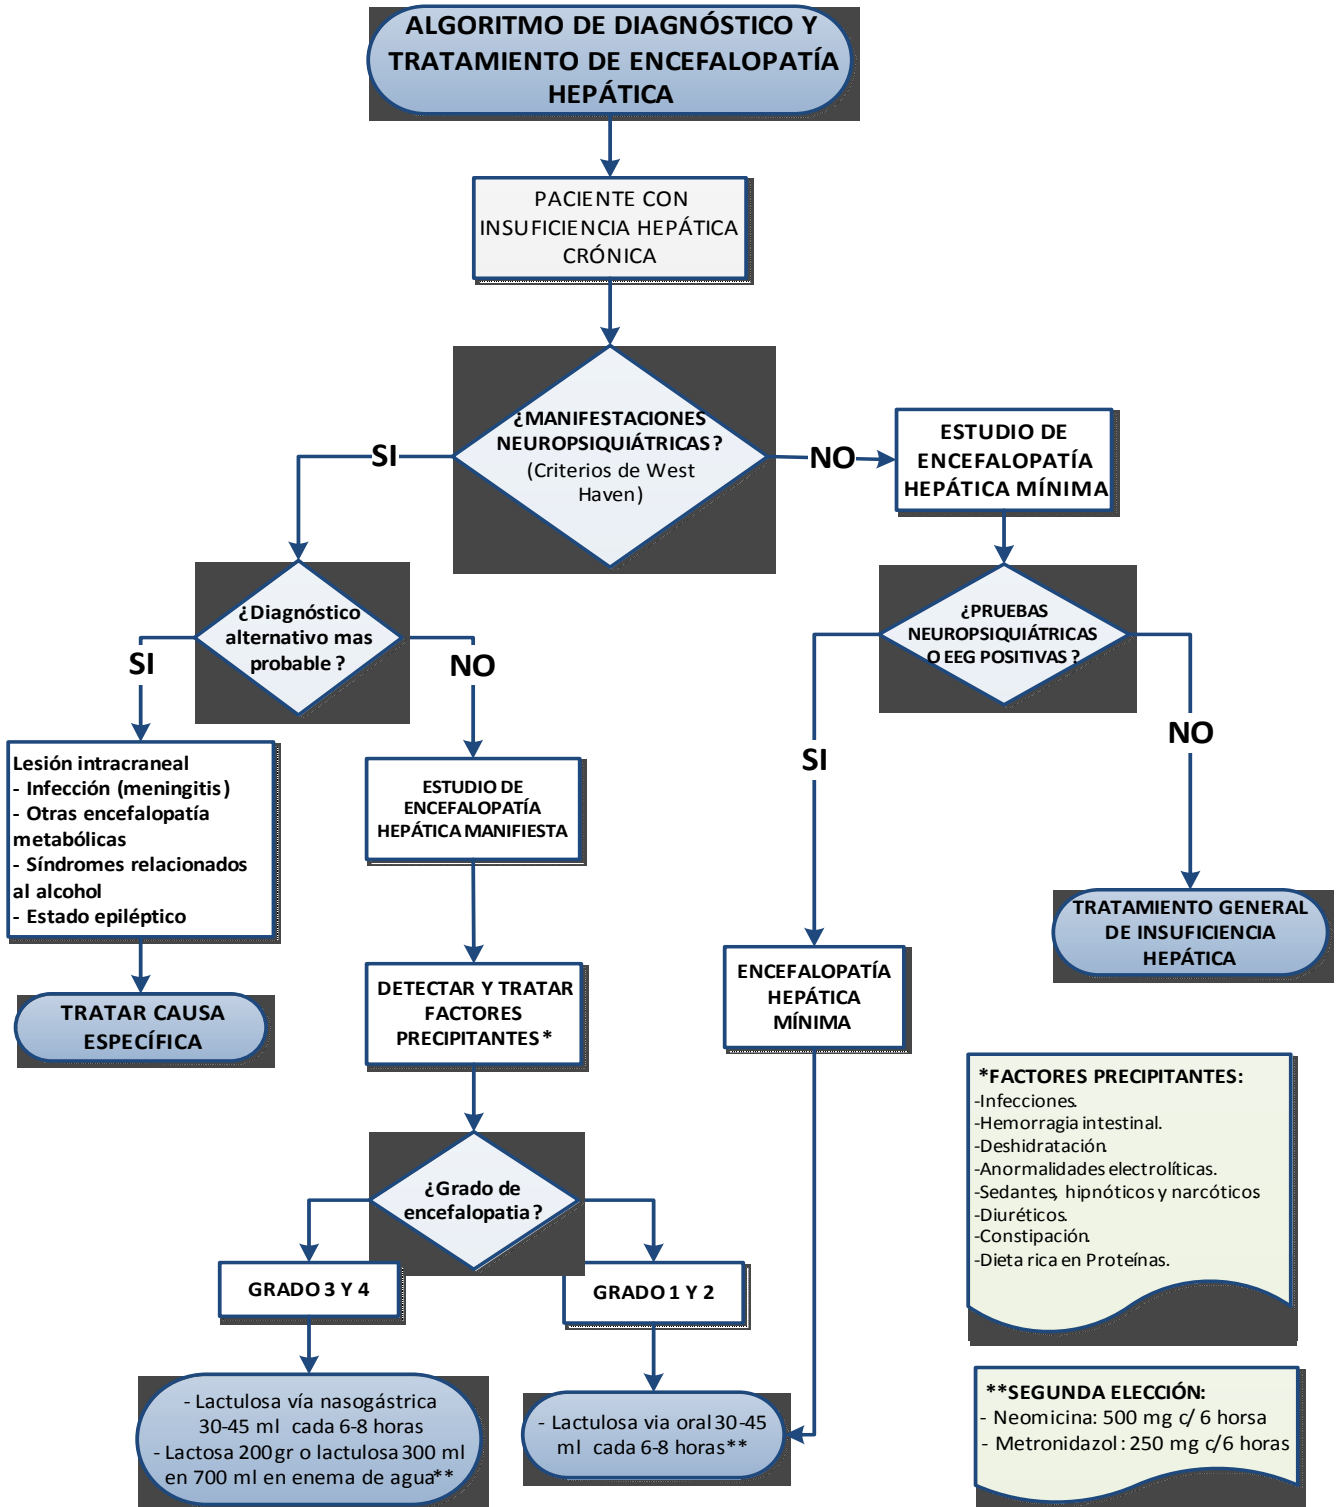 ALGORITMO DE DIAGNÓSTICO Y
TRATAMIENTO DE ENCEFALOPATÍA
HEPÁTICA
PACIENTE CON
INSUFICIENCIA HEPÁTICA
CRÓNICA
¿MANIFESTACIONES
NEUROPSIQUIÁTRICAS?
(Criterios de West
Haven)
SI
NO
ESTUDIO DE
ENCEFALOPATÍA
HEPÁTICA MÍNIMA
¿Diagnóstico
alternativo mas
probable?
SI
NO
¿PRUEBAS
NEUROPSIQUIÁTRICAS
O EEG POSITIVAS?
SI
NO
Lesión intracraneal
- Infección (meningitis)
- Otras encefalopatía
metabólicas
- Síndromes relacionados
al alcohol
- Estado epiléptico
ESTUDIO DE
ENCEFALOPATÍA
HEPÁTICA MANIFIESTA
TRATAMIENTO GENERAL
DE INSUFICIENCIA
HEPÁTICA
TRATAR CAUSA
ESPECÍFICA
DETECTAR Y TRATAR
FACTORES
PRECIPITANTES*
ENCEFALOPATÍA
HEPÁTICA
MÍNIMA
¿Grado de
encefalopatia?
GRADO 3 Y 4
GRADO 1 Y 2
- Lactulosa vía nasogástrica
30-45 ml cada 6-8 horas
- Lactosa 200gr o lactulosa 300 ml
en 700 ml en enema de agua**
- Lactulosa via oral 30-45
ml cada 6-8 horas**
*FACTORES PRECIPITANTES:
-Infecciones.
-Hemorragia intestinal.
-Deshidratación.
-Anormalidades electrolíticas.
-Sedantes, hipnóticos y narcóticos
-Diuréticos.
-Constipación.
-Dieta rica en Proteínas.
**SEGUNDA ELECCIÓN:
- Neomicina: 500 mg c/ 6 horsa
- Metronidazol: 250 mg c/6 horas